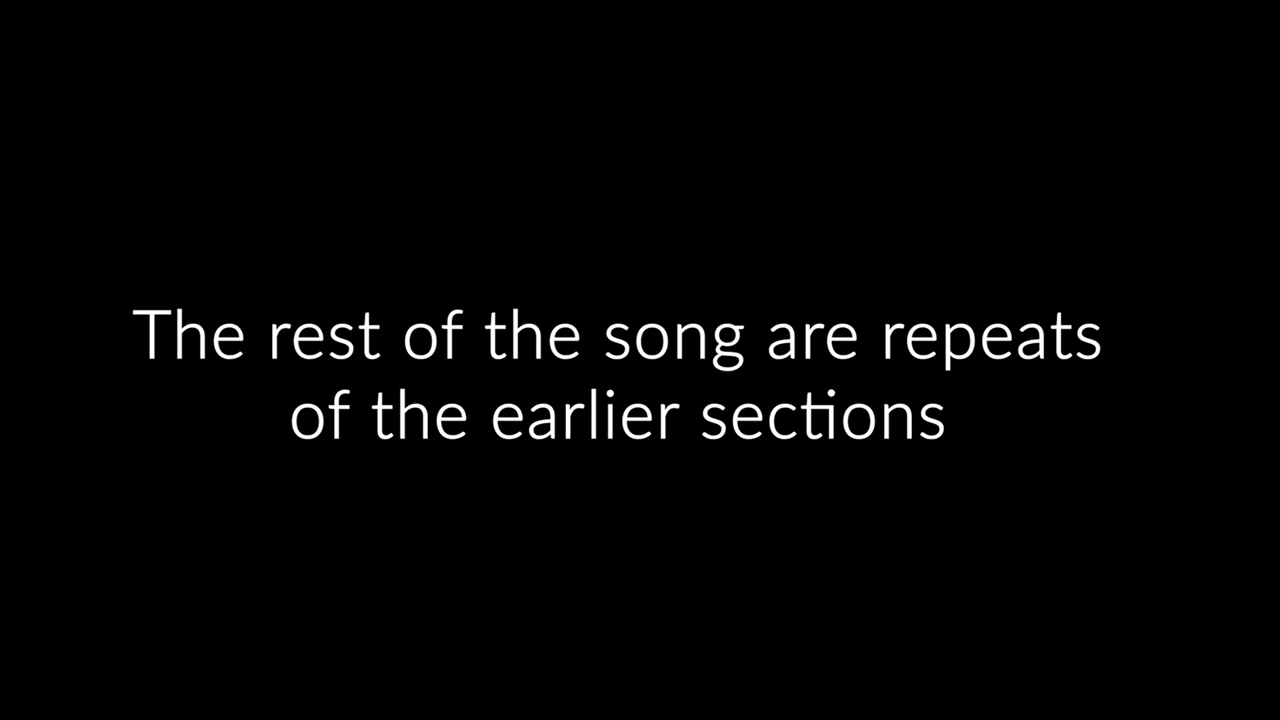 The rest of the song are repeats
of the earlier sections